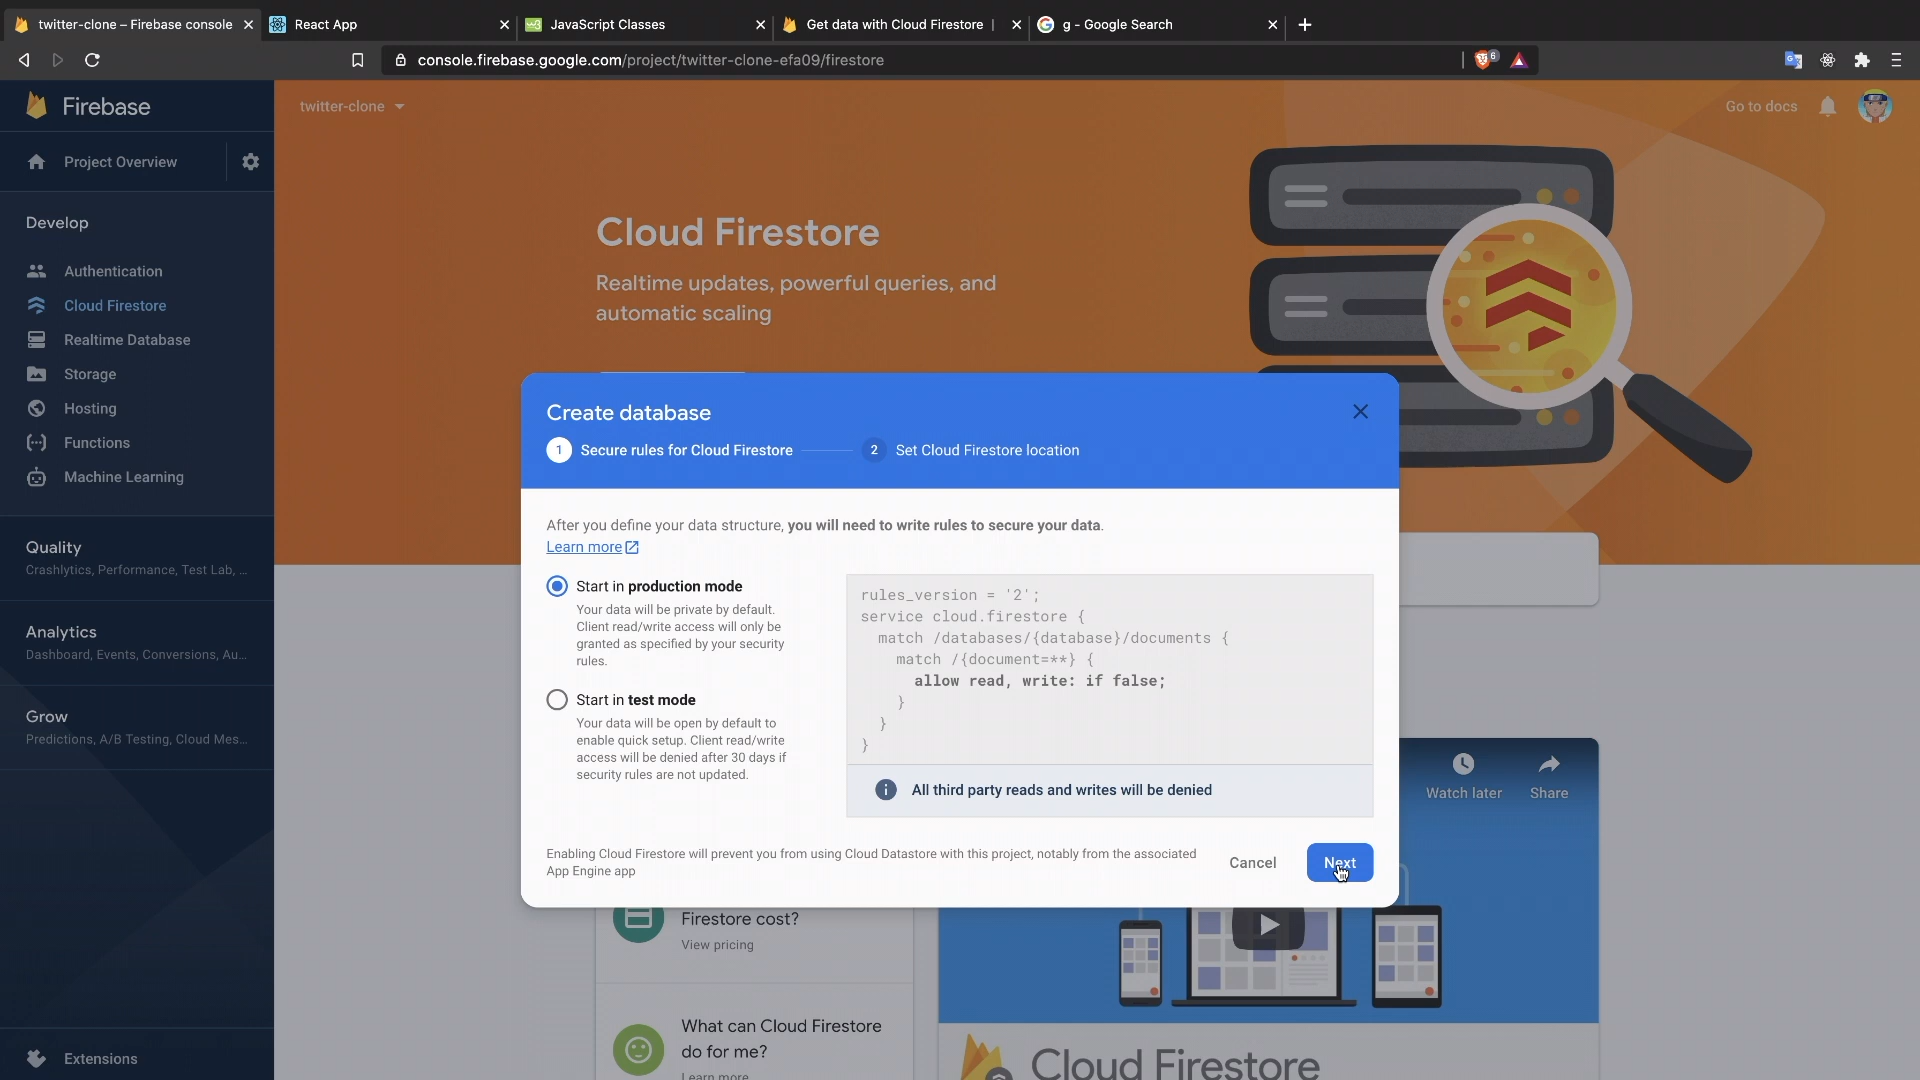 twitter-clone – Firebase console
React App
JavaScript Classes
Get data with Cloud Firestore |
g - Google Search
console.firebase.google.com/project/twitter-clone-efa09/firestore
6
Firebase
twitter-clone
Go to docs
Project Overview
Develop
Authentication
Cloud Firestore
Realtime Database
Storage
Hosting
Functions
Machine Learning
Quality
Crashlytics, Performance, Test Lab, ...
Analytics
Dashboard, Events, Conversions, Au...
Grow
Predictions, A/B Testing, Cloud Mes...
Extensions
Cloud Firestore
Realtime updates, powerful queries, and
automatic scaling
Create database
1 Secure rules for Cloud Firestore
2 Set Cloud Firestore location
After you define your data structure, you will need to write rules to secure your data.
Learn more
Start in production mode
Your data will be private by default.
Client read/write access will only be
granted as specified by your security
rules.
Start in test mode
Your data will be open by default to
enable quick setup. Client read/write
access will be denied after 30 days if
security rules are not updated.
rules_version = '2';
service cloud.firestore {
match /databases/{database}/documents {
match /{document=**} {
allow read, write: if false;
}
}
}
All third party reads and writes will be denied
Enabling Cloud Firestore will prevent you from using Cloud Datastore with this project, notably from the associated
App Engine app
Cancel
Next
Watch later
Share
Firestore cost?
View pricing
What can Cloud Firestore
do for me?
Learn more
Cloud Firestore